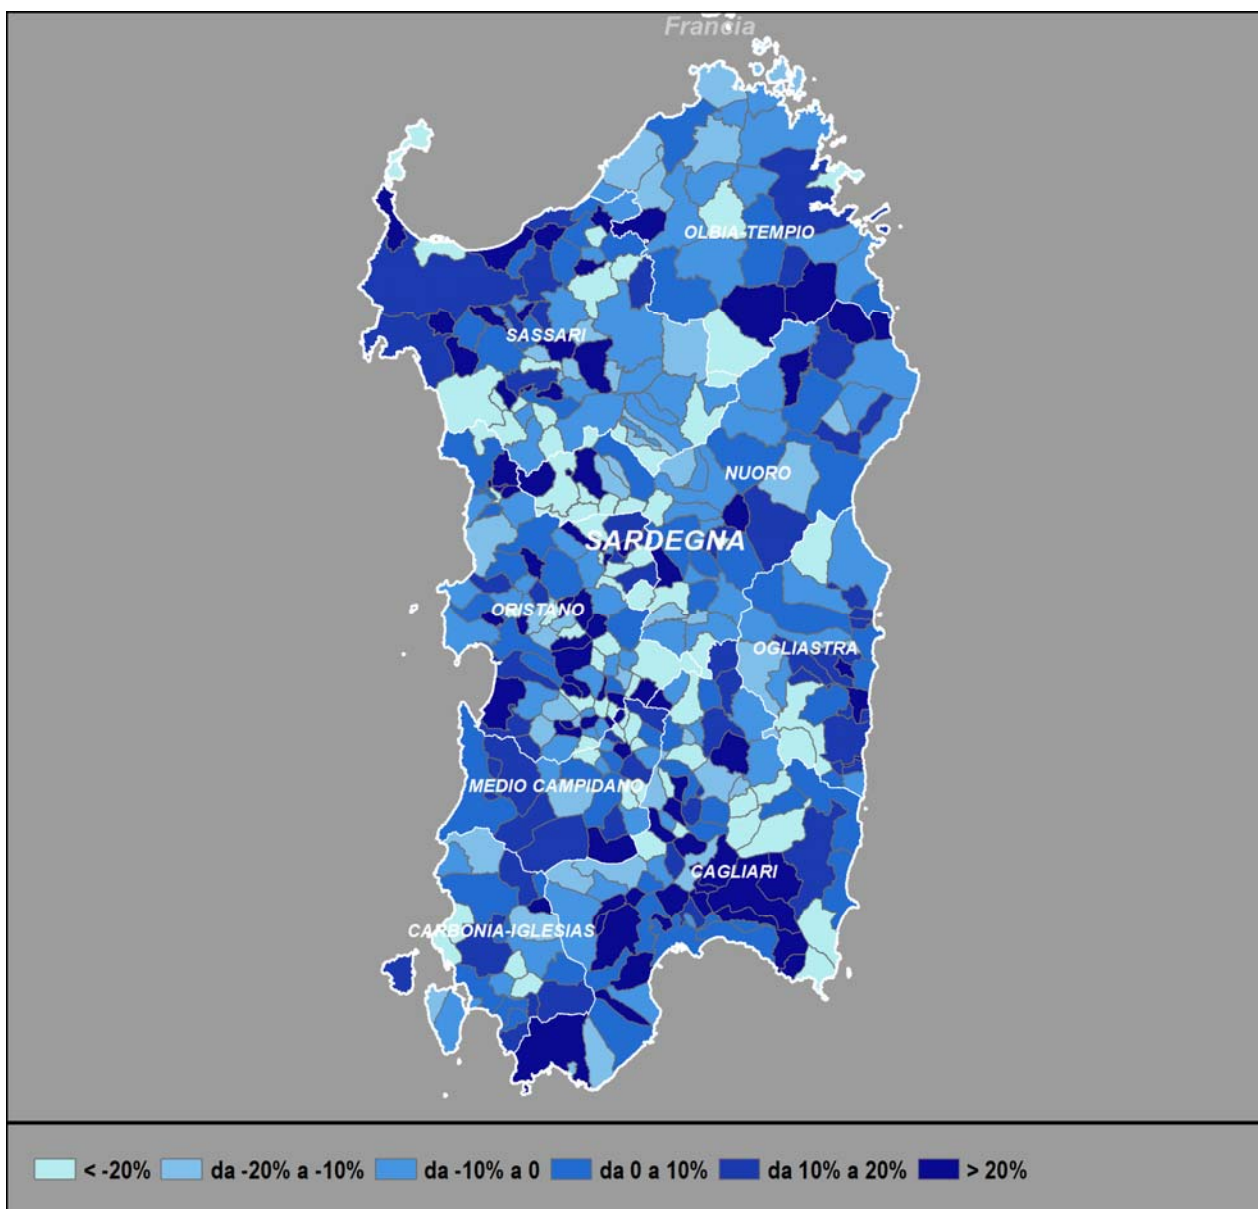 Francia
OLBIA-TEMPIO
SASSARI
NUORO
SARDEGNA
ORISTANO
OGLIASTRA
MEDIO CAMPIDANO
CAGLIARI
CARBONIA-IGLESIAS
< -20% da -20% a -10% da -10% a 0 da 0 a 10% da 10% a 20% > 20%